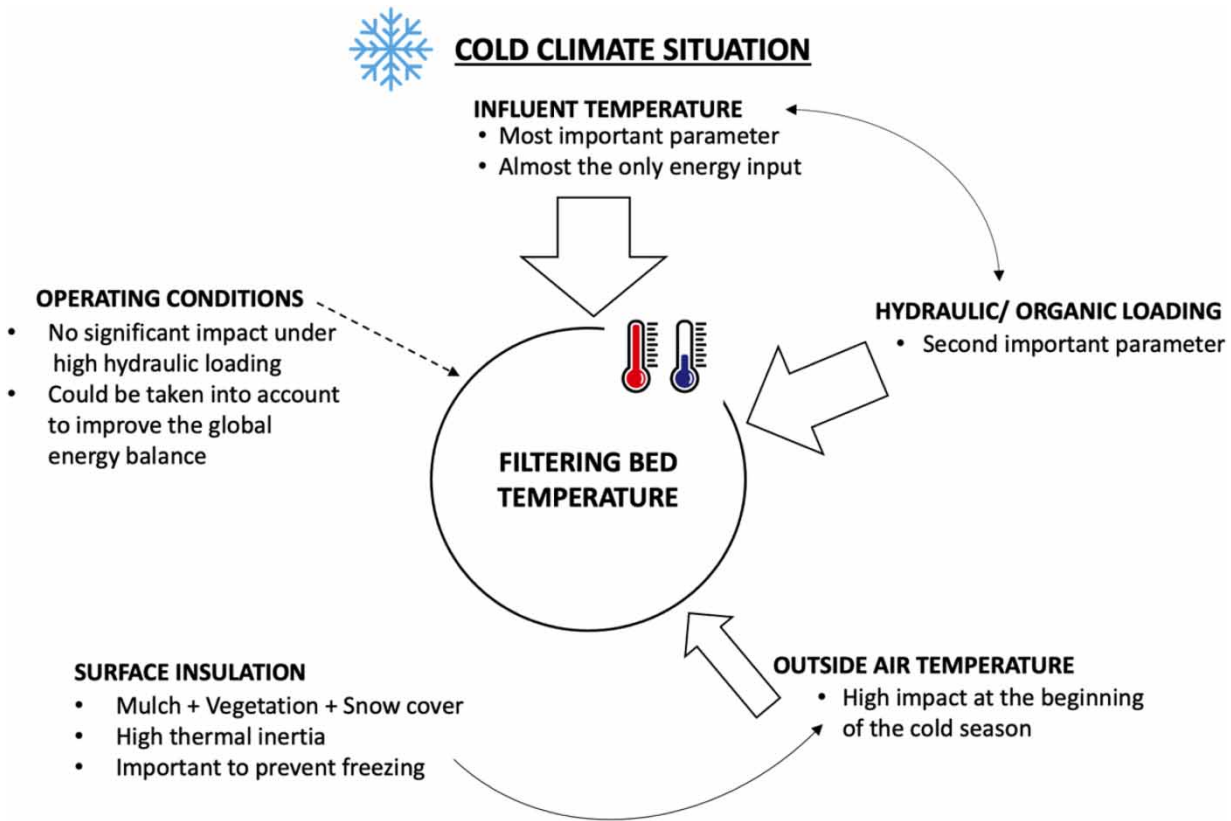 COLD CLIMATE SITUATION
INFLUENT TEMPERATURE
• Most important parameter
• Almost the only energy input
OPERATING CONDITIONS
• No significant impact under
high hydraulic loading
• Could be taken into account
to improve the global
energy balance
HYDRAULIC/ ORGANIC LOADING
• Second important parameter
FILTERING BED
TEMPERATURE
SURFACE INSULATION
• Mulch + Vegetation + Snow cover
• High thermal inertia
• Important to prevent freezing
OUTSIDE AIR TEMPERATURE
• High impact at the beginning
of the cold season